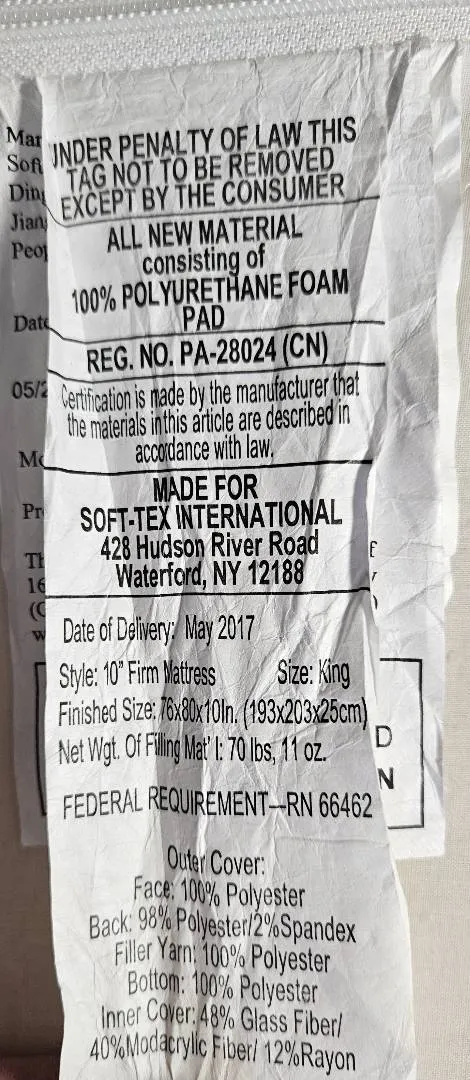 UNDER PENALTY OF LAW THIS
TAG NOT TO BE REMOVED
EXCEPT BY THE CONSUMER
ALL NEW MATERIAL
consisting of
100% POLYURETHANE FOAM
PAD
REG. NO. PA-28024 (CN)
Certification is made by the manufacturer that
the materials inthis article are described in
accordance with law.
MADE FOR
SOFT-TEX INTERNATIONAL
428 Hudson River Road
Waterford, NY 12188
Date of Delivery: May 2017
Style: 10" Firm Mattress Size: King
Finished Size: 76x80x10In. (193x203x25cm)
Net Wgt. Of Filling Mat' l: 70 lbs, 11 oz.
FEDERAL REQUIREMENT—RN 66462
Outer Cover:
Face: 100% Polyester
Back: 98% Polyester/2%Spandex
Filler Yarn: 100% Polyester
Bottom: 100% Polyester
Inner Cover: 48% Glass Fiber/
40%Modacrylic Fiber/ 12%Rayon